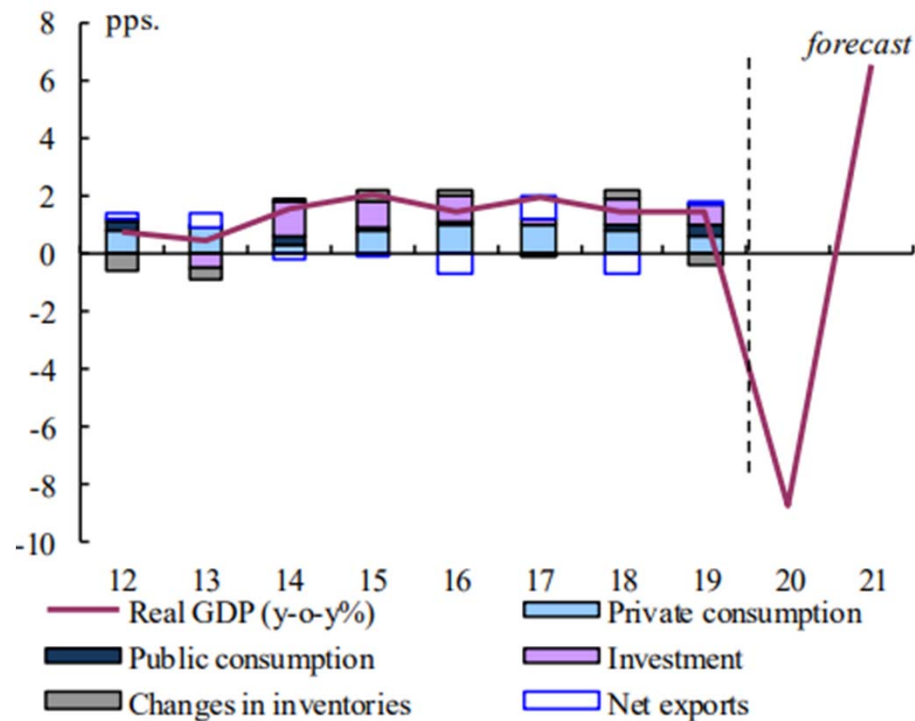 pps.
forecast
8
6
4
2
0
-2
-4
-6
-8
-10
12 13 14 15 16 17 18 19 20 21
Real GDP (y-o-y%) Private consumption
Public consumption Investment
Changes in inventories Net exports